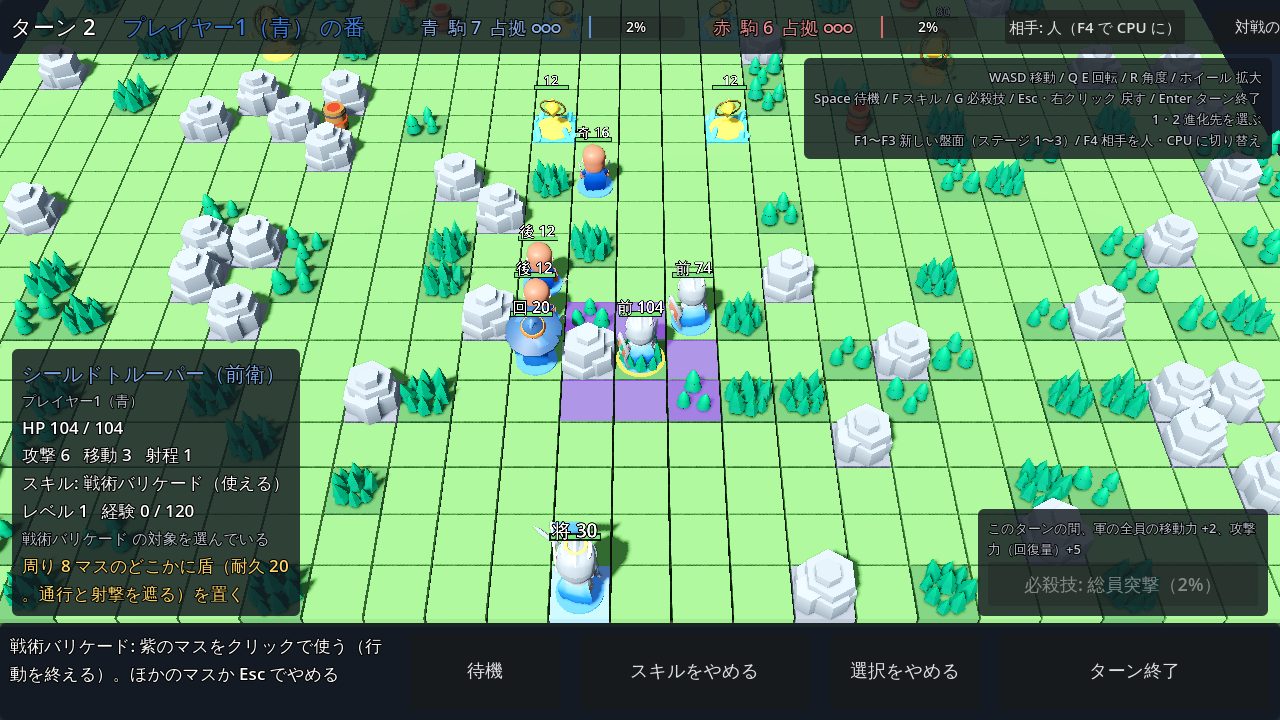 ターン 2 プレイヤー1（青） の番 青 駒 7 占拠 ○○○ 2% 赤 駒 6 占拠 ○○○ 2% 相手: 人（F4 で CPU に） 対戦の
WASD 移動 / Q E 回転 / R 角度 / ホイール 拡大
Space 待機 / F スキル / G 必殺技 / Esc・右クリック 戻す / Enter ターン終了
1・2 進化先を選ぶ
F1〜F3 新しい盤面（ステージ 1〜3）/ F4 相手を人・CPU に切り替え
12
12
斎 16
後 12
後 12
前 74
回 20
前 104
将 30
シールドトルーパー（前衛）
プレイヤー1（青）
HP 104 / 104
攻撃 6 移動 3 射程 1
スキル: 戦術バリケード（使える）
レベル 1 経験 0 / 120
戦術バリケード の対象を選んでいる
周り 8 マスのどこかに盾（耐久 20
。通行と射撃を遮る）を置く
このターンの間、軍の全員の移動力 +2、攻撃
力（回復量）+5
必殺技: 総員突撃（2%）
戦術バリケード: 紫のマスをクリックで使う（行
動を終える）。ほかのマスか Esc でやめる
待機
スキルをやめる
選択をやめる
ターン終了